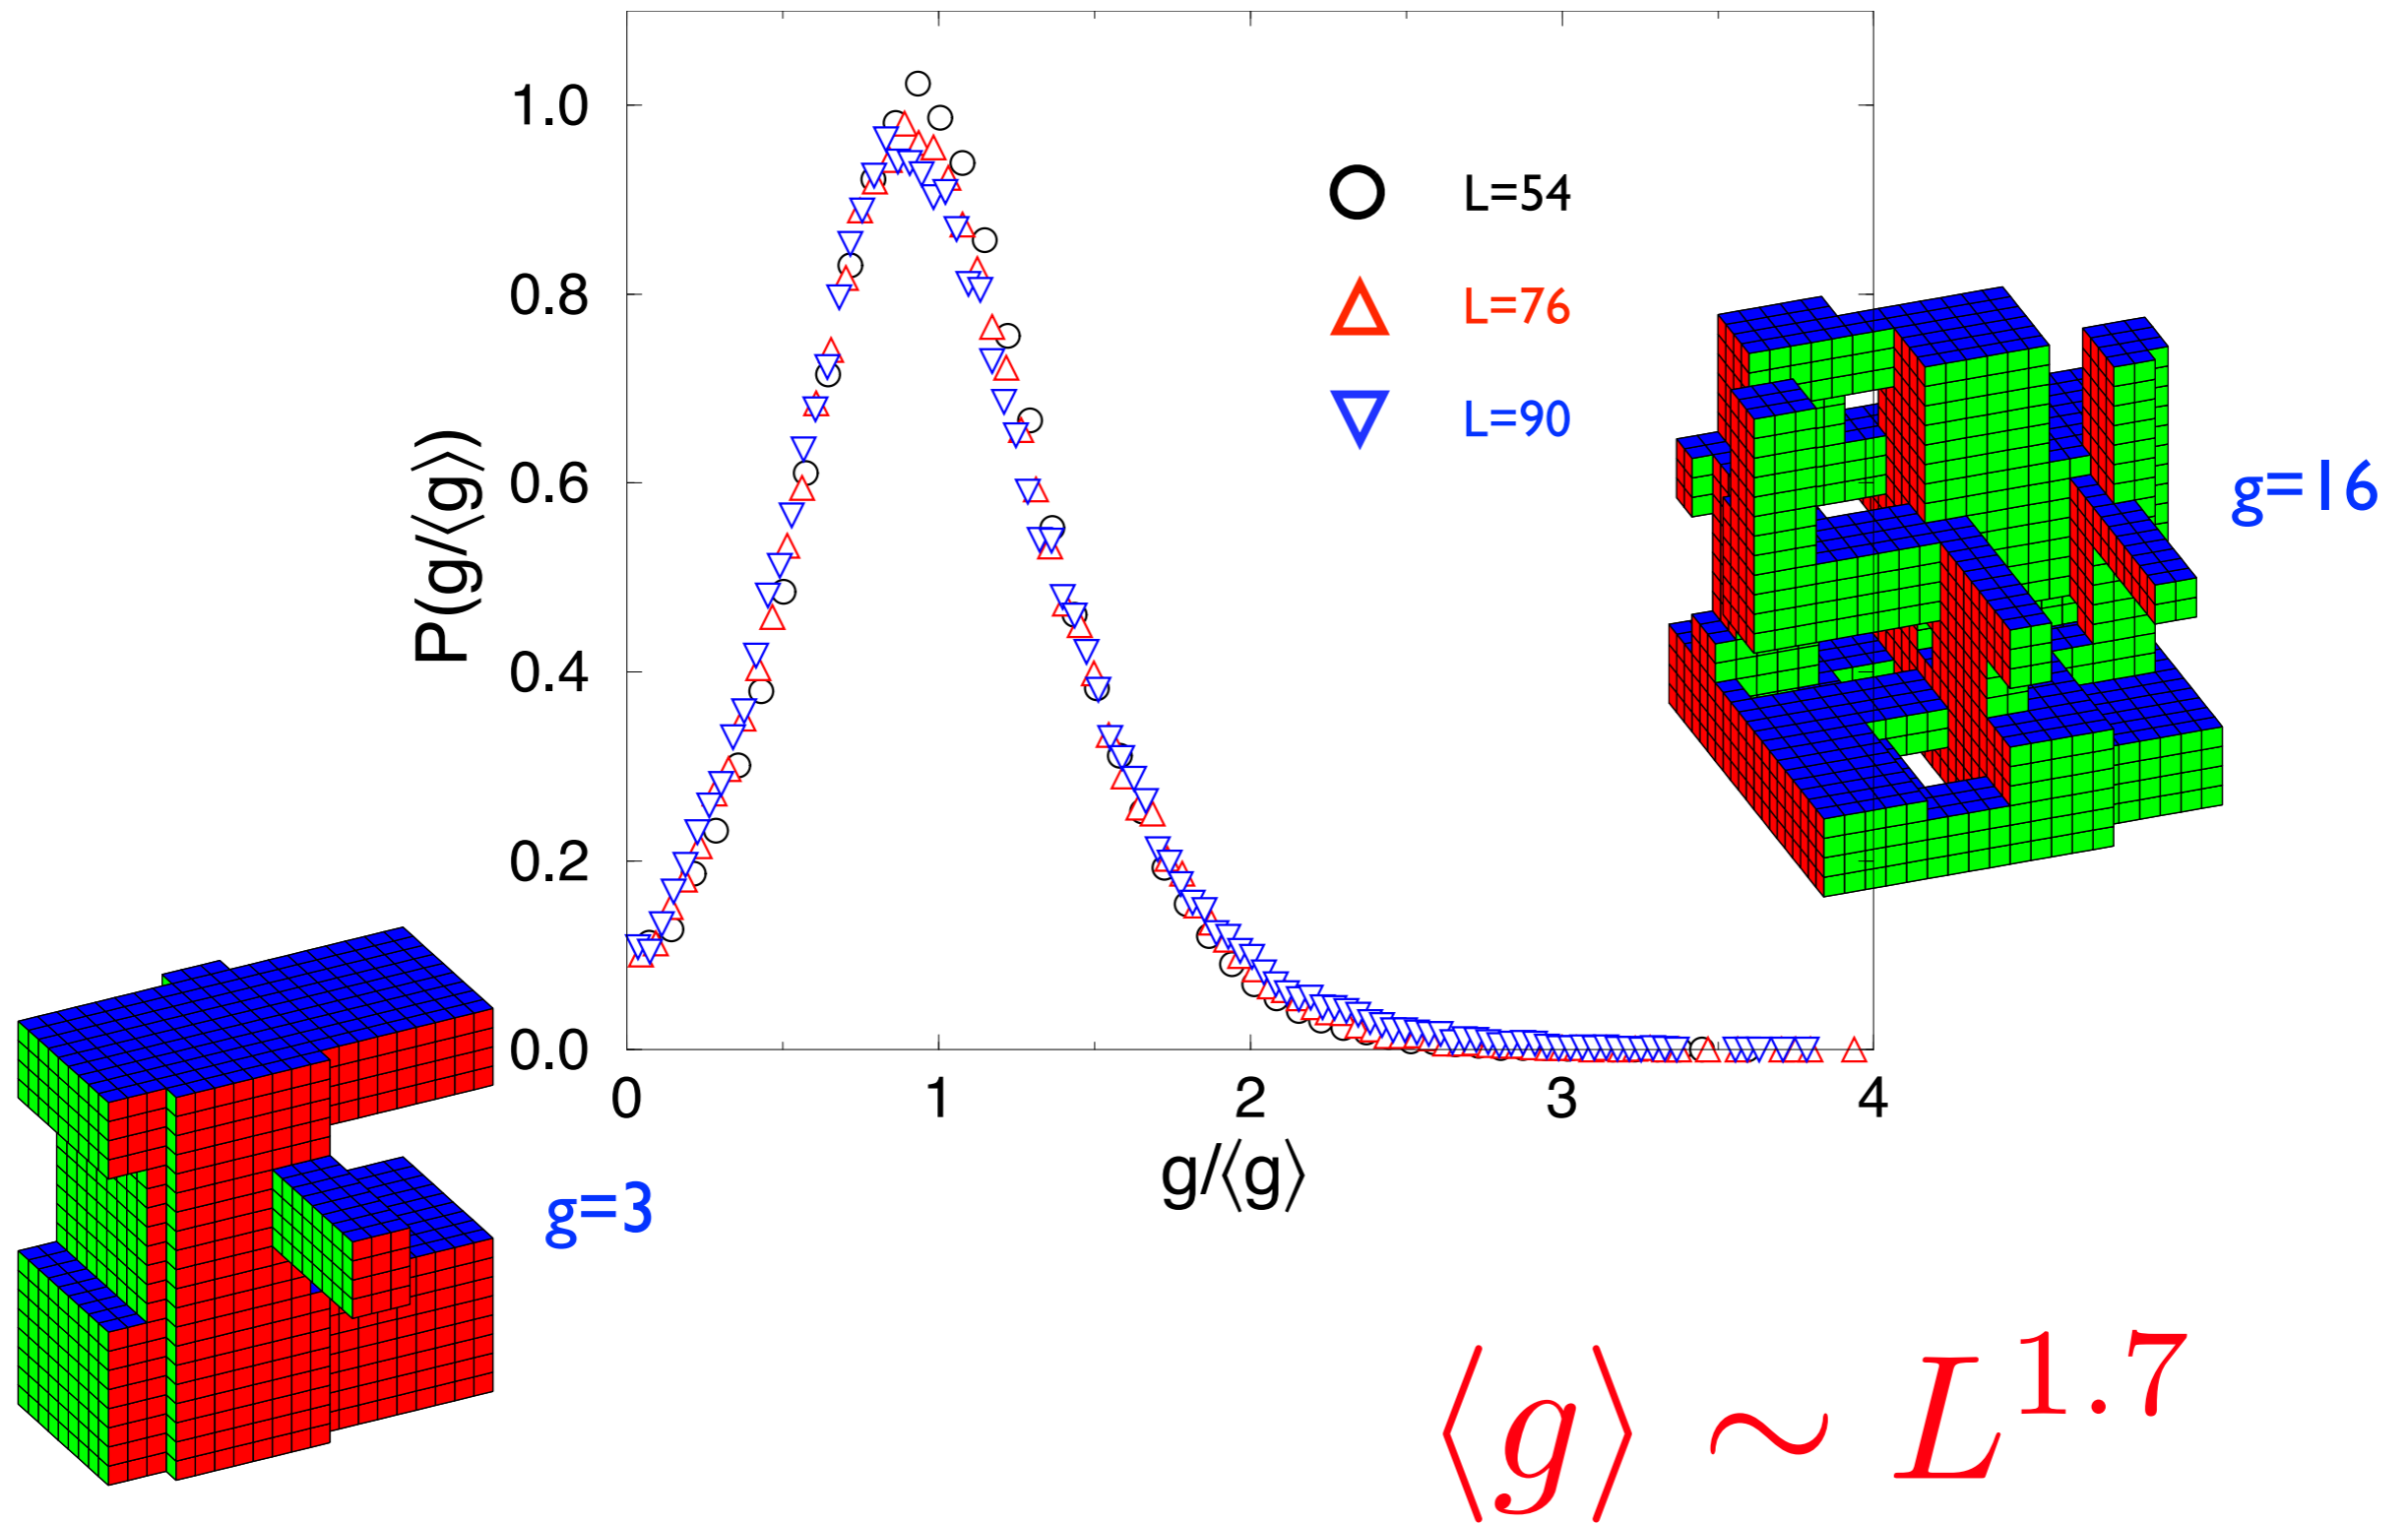 1.0
0.8
0.6
0.4
0.2
0.0
P(g/⟨g⟩)
L=54
L=76
L=90
g=16
0 1 2 3 4
g/⟨g⟩
g=3
⟨g⟩ ∼ L^1.7